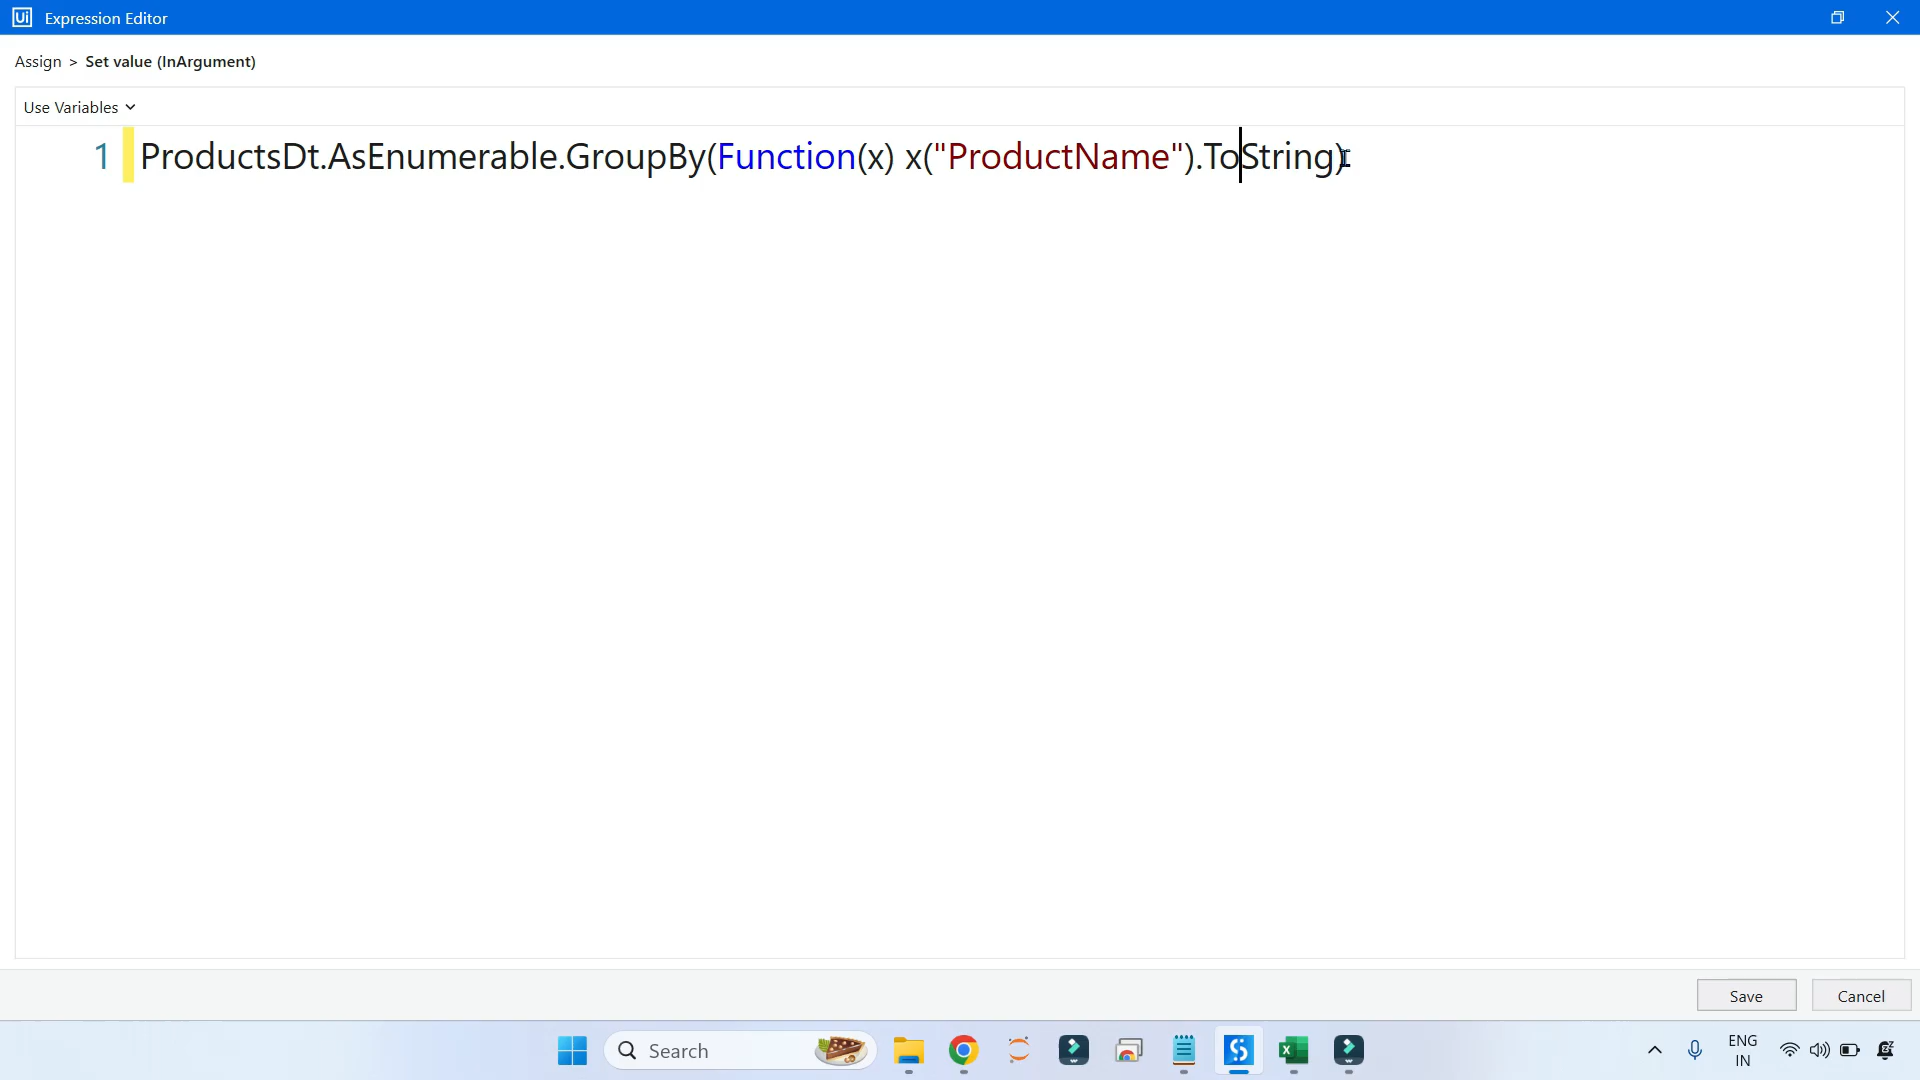 Ui Expression Editor
Assign > Set value (InArgument)
Use Variables
1 ProductsDt.AsEnumerable.GroupBy(Function(x) x("ProductName").ToString)
Save Cancel
Search
ENG
IN